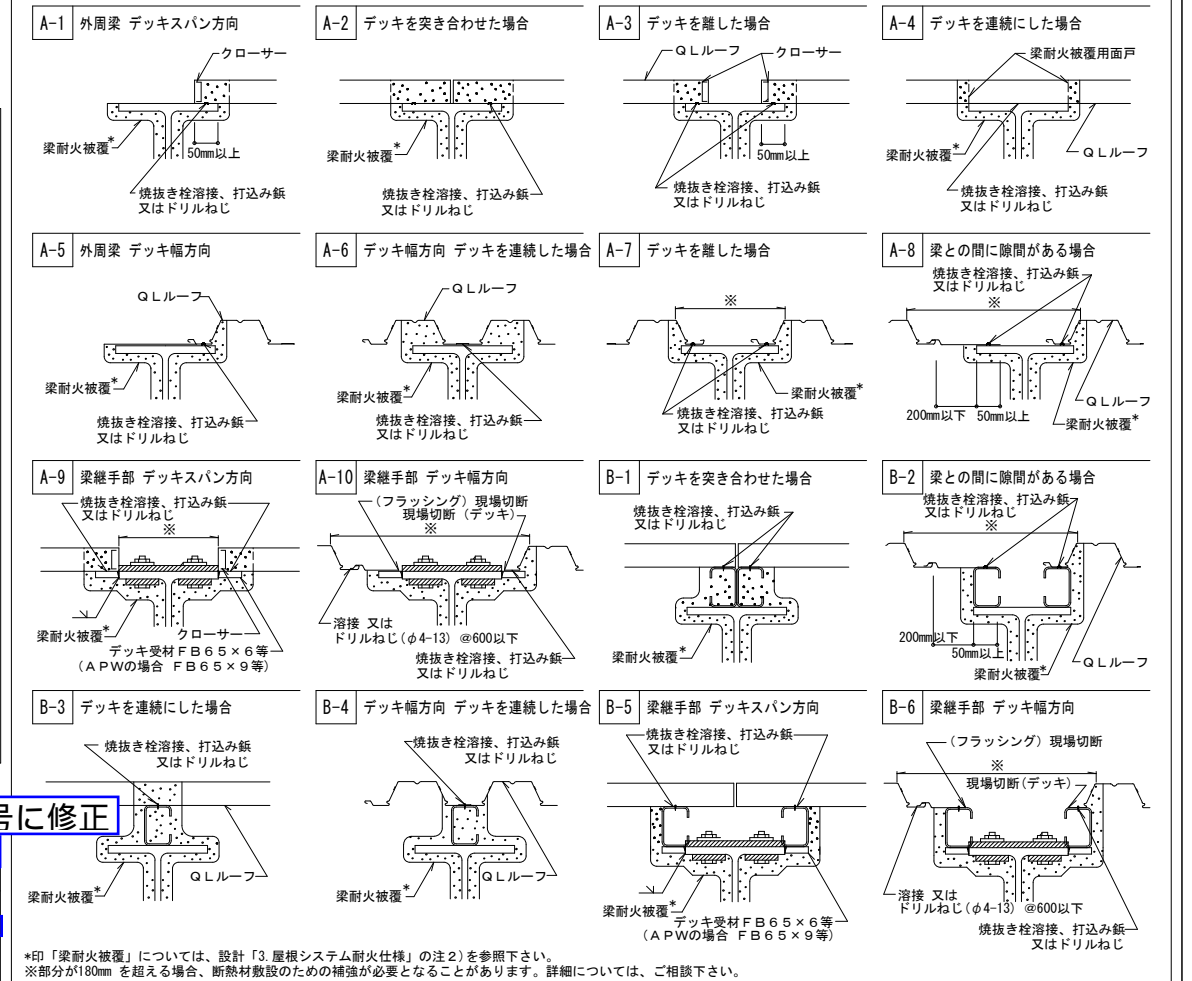 A-1 外周梁 デッキスパン方向
クローサー
梁耐火被覆*
50mm以上
焼抜き栓溶接、打込み鋲
又はドリルねじ
A-2 デッキを突き合わせた場合
梁耐火被覆*
焼抜き栓溶接、打込み鋲
又はドリルねじ
A-3 デッキを離した場合
ＱＬルーフ
クローサー
梁耐火被覆*
50mm以上
焼抜き栓溶接、打込み鋲
又はドリルねじ
A-4 デッキを連続にした場合
梁耐火被覆用面戸
梁耐火被覆*
ＱＬルーフ
焼抜き栓溶接、打込み鋲
又はドリルねじ
A-5 外周梁 デッキ幅方向
ＱＬルーフ
梁耐火被覆*
焼抜き栓溶接、打込み鋲
又はドリルねじ
A-6 デッキ幅方向 デッキを連続した場合
ＱＬルーフ
梁耐火被覆*
焼抜き栓溶接、打込み鋲
又はドリルねじ
A-7 デッキを離した場合
※
梁耐火被覆*
焼抜き栓溶接、打込み鋲
又はドリルねじ
A-8 梁との間に隙間がある場合
焼抜き栓溶接、打込み鋲
又はドリルねじ
※
ＱＬルーフ
200mm以下
50mm以上
梁耐火被覆*
A-9 梁継手部 デッキスパン方向
焼抜き栓溶接、打込み鋲
又はドリルねじ
※
梁耐火被覆*
クローサー
デッキ受材ＦＢ６５×６等
（ＡＰＷの場合 ＦＢ６５×９等）
A-10 梁継手部 デッキ幅方向
（フラッシング）現場切断
現場切断（デッキ）
※
溶接 又は
ドリルねじ(φ4-13) @600以下
焼抜き栓溶接、打込み鋲
又はドリルねじ
B-1 デッキを突き合わせた場合
焼抜き栓溶接、打込み鋲
又はドリルねじ
梁耐火被覆*
B-2 梁との間に隙間がある場合
焼抜き栓溶接、打込み鋲
又はドリルねじ
※
200mm以下
50mm以上
梁耐火被覆*
ＱＬルーフ
B-3 デッキを連続にした場合
焼抜き栓溶接、打込み鋲
又はドリルねじ
号に修正
梁耐火被覆*
ＱＬルーフ
B-4 デッキ幅方向 デッキを連続した場合
焼抜き栓溶接、打込み鋲
又はドリルねじ
梁耐火被覆*
ＱＬルーフ
B-5 梁継手部 デッキスパン方向
焼抜き栓溶接、打込み鋲
又はドリルねじ
梁耐火被覆*
デッキ受材ＦＢ６５×６等
（ＡＰＷの場合 ＦＢ６５×９等）
B-6 梁継手部 デッキ幅方向
（フラッシング）現場切断
※
現場切断(デッキ)
溶接 又は
ドリルねじ(φ4-13) @600以下
焼抜き栓溶接、打込み鋲
又はドリルねじ
*印「梁耐火被覆」については、設計「3.屋根システム耐火仕様」の注２）を参照下さい。
※部分が180mm を超える場合、断熱材敷設のための補強が必要となることがあります。詳細については、ご相談下さい。